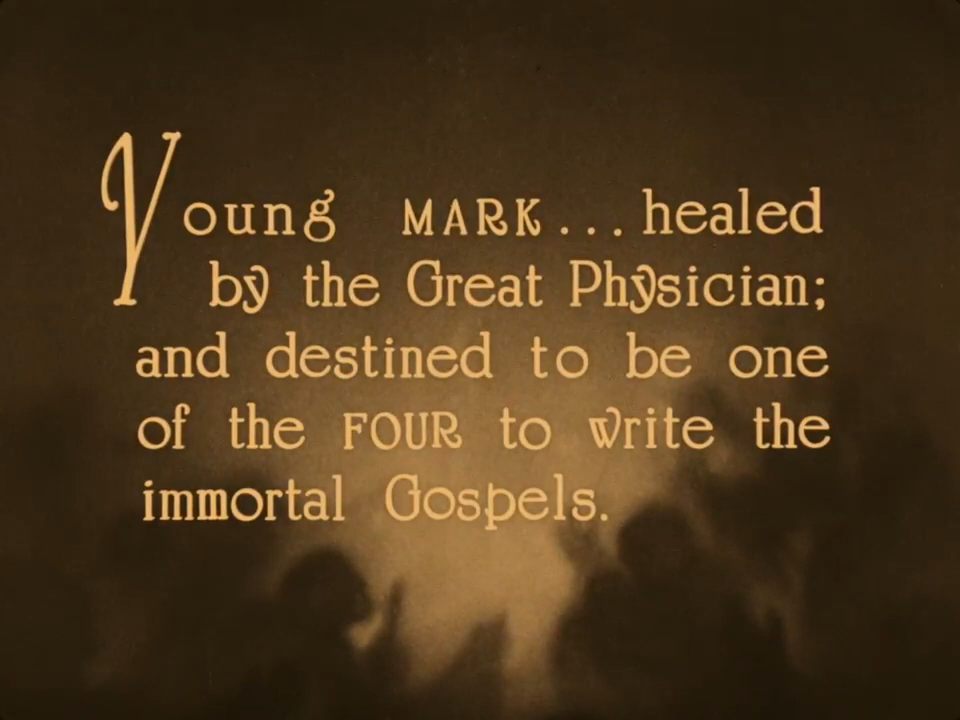 Young MARK... healed
by the Great Physician;
and destined to be one
of the FOUR to write the
immortal Gospels.